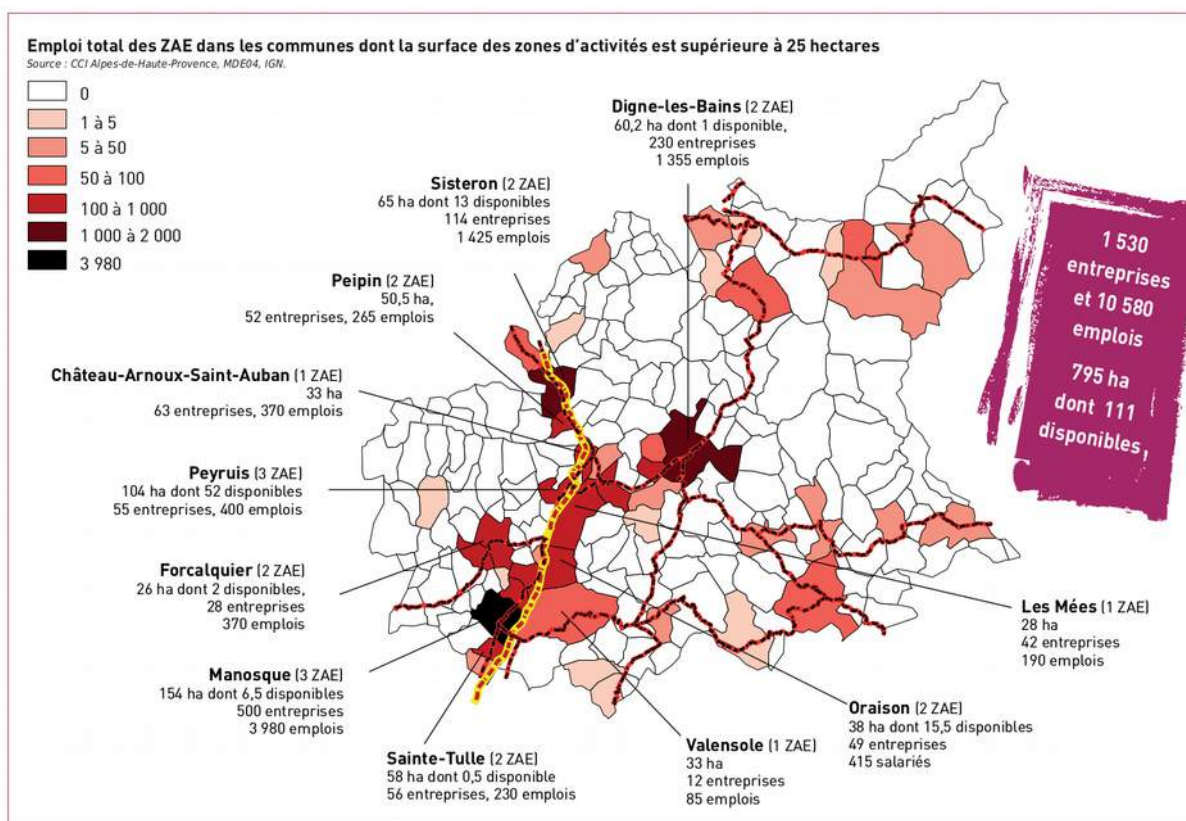 Emploi total des ZAE dans les communes dont la surface des zones d'activités est supérieure à 25 hectares
Source : CCI Alpes-de-Haute-Provence, MDE04, IGN.
0
1 à 5
5 à 50
50 à 100
100 à 1 000
1 000 à 2 000
3 980
Digne-les-Bains (2 ZAE)
60,2 ha dont 1 disponible,
230 entreprises
1 355 emplois
Sisteron (2 ZAE)
65 ha dont 13 disponibles
114 entreprises
1 425 emplois
Peipin (2 ZAE)
50,5 ha,
52 entreprises, 265 emplois
Château-Arnoux-Saint-Auban (1 ZAE)
33 ha
63 entreprises, 370 emplois
Peyruis (3 ZAE)
104 ha dont 52 disponibles
55 entreprises, 400 emplois
Forcalquier (2 ZAE)
26 ha dont 2 disponibles,
28 entreprises
370 emplois
Manosque (3 ZAE)
154 ha dont 6,5 disponibles
500 entreprises
3 980 emplois
Sainte-Tulle (2 ZAE)
58 ha dont 0,5 disponible
56 entreprises, 230 emplois
Valensole (1 ZAE)
33 ha
12 entreprises
85 emplois
Oraison (2 ZAE)
38 ha dont 15,5 disponibles
49 entreprises
415 salariés
Les Mées (1 ZAE)
28 ha
42 entreprises
190 emplois
1 530
entreprises
et 10 580
emplois
795 ha
dont 111
disponibles,